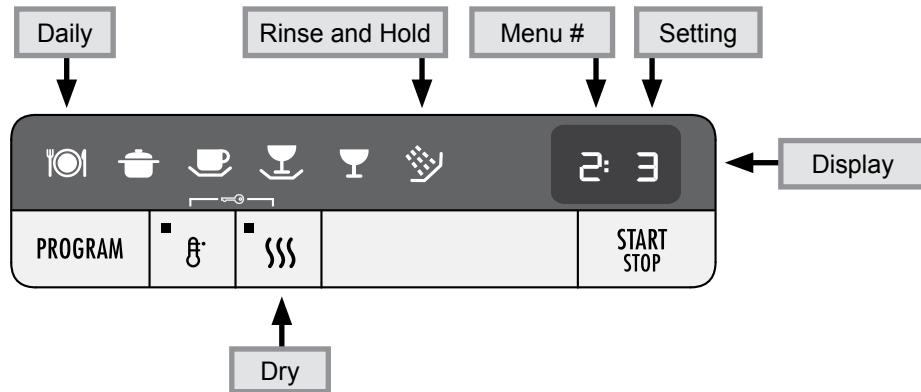 Daily
Rinse and Hold
Menu #
Setting
2: 3
Display
PROGRAM
START
STOP
Dry